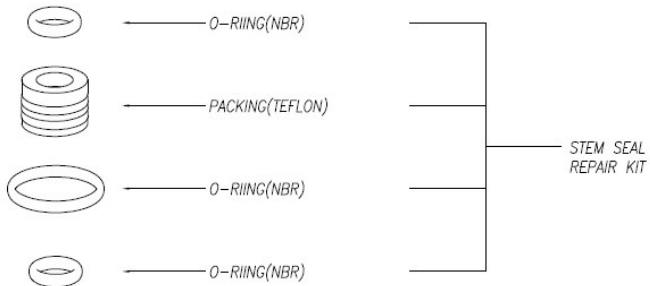 O-RIING(NBR)
PACKING(TEFLON)
O-RIING(NBR)
O-RIING(NBR)
STEM SEAL
REPAIR KIT